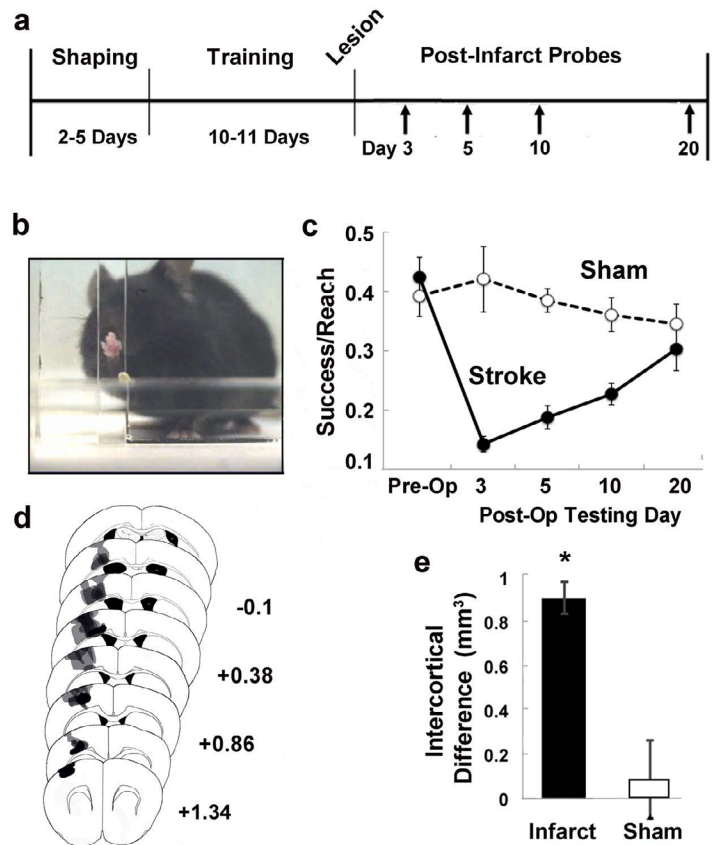 a
Lesion
Shaping Training Post-Infarct Probes
2-5 Days 10-11 Days Day 3 5 10 20
b
c
0.5
0.4
0.3
0.2
0.1
Success/Reach
Sham
Stroke
Pre-Op 3 5 10 20
Post-Op Testing Day
d
-0.1
+0.38
+0.86
+1.34
e
*
1
0.8
0.6
0.4
0.2
0
Intercortical
Difference (mm³)
Infarct Sham